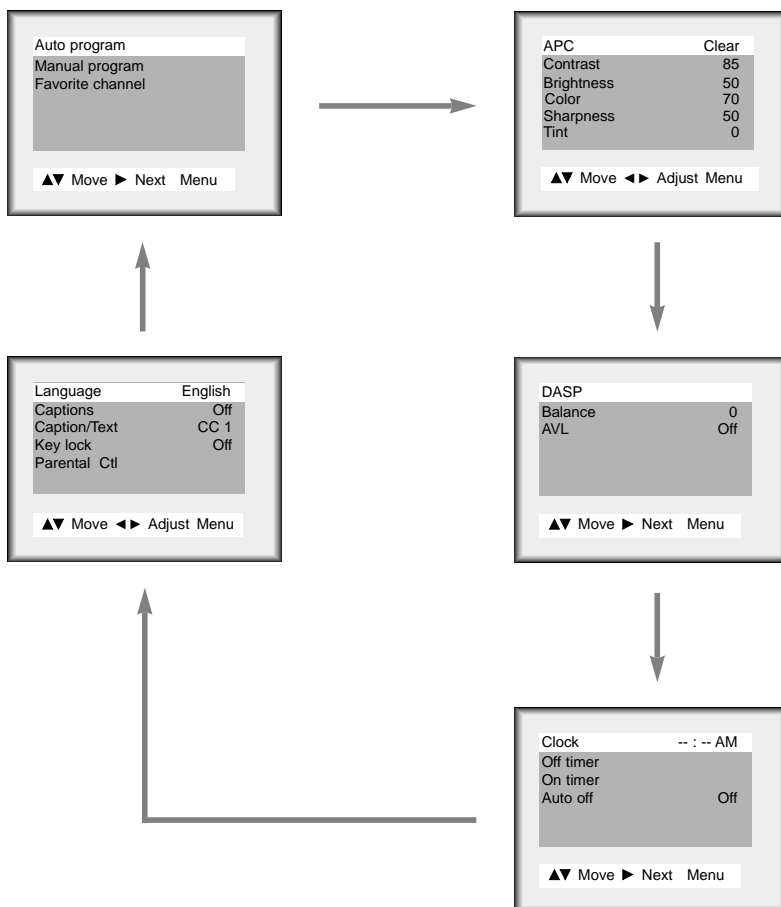 Auto program
Manual program
Favorite channel
▲▼ Move ► Next Menu
APC Clear
Contrast 85
Brightness 50
Color 70
Sharpness 50
Tint 0
▲▼ Move ◄► Adjust Menu
Language English
Captions Off
Caption/Text CC 1
Key lock Off
Parental Ctl
▲▼ Move ◄► Adjust Menu
DASP
Balance 0
AVL Off
▲▼ Move ► Next Menu
Clock -- : -- AM
Off timer
On timer
Auto off Off
▲▼ Move ► Next Menu